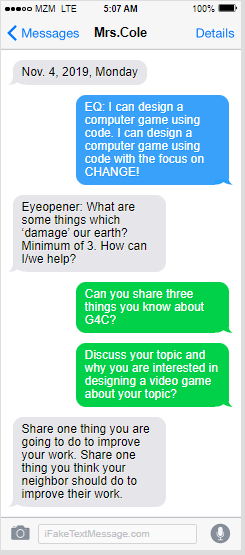 MZM LTE 5:07 AM 100%
Messages Mrs.Cole Details
Nov. 4, 2019, Monday
EQ: I can design a
computer game using
code. I can design a
computer game using
code with the focus on
CHANGE!
Eyeopener: What are
some things which
‘damage’ our earth?
Minimum of 3. How can
I/we help?
Can you share three
things you know about
G4C?
Discuss your topic and
why you are interested in
designing a video game
about your topic?
Share one thing you are
going to do to improve
your work. Share one
thing you think your
neighbor should do to
improve their work.
iFakeTextMessage.com